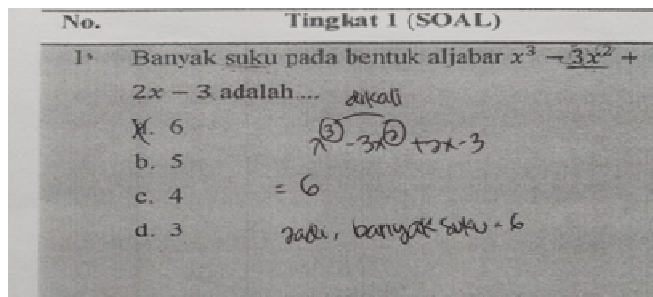 No. Tingkat 1 (SOAL)
1. Banyak suku pada bentuk aljabar x³ − 3x² +
2x − 3 adalah....
dikali
a. 6
x³ - 3x² + 2x - 3
b. 5
c. 4
= 6
d. 3
Jadi, banyak suku = 6